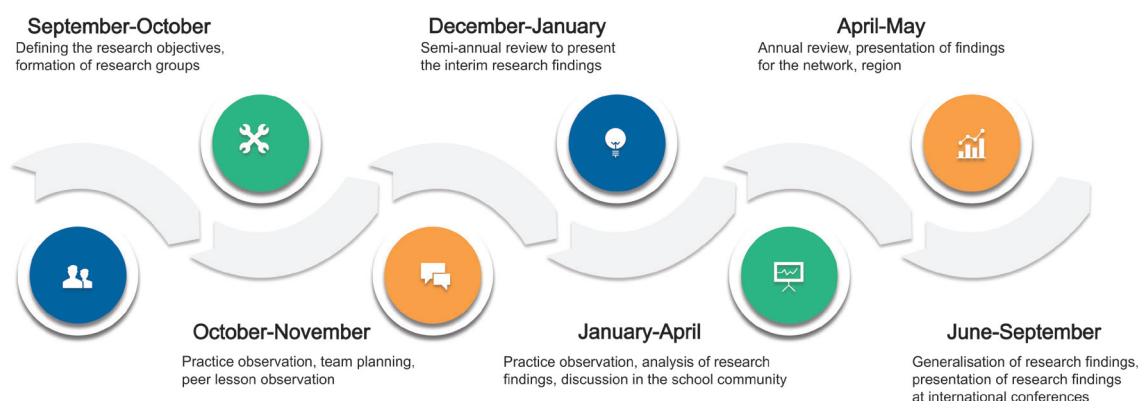 September-October
Defining the research objectives,
formation of research groups
October-November
Practice observation, team planning,
peer lesson observation
December-January
Semi-annual review to present
the interim research findings
January-April
Practice observation, analysis of research
findings, discussion in the school community
April-May
Annual review, presentation of findings
for the network, region
June-September
Generalisation of research findings,
presentation of research findings
at international conferences